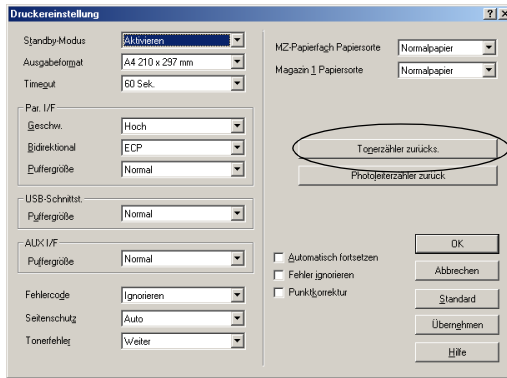 Druckereinstellung
Standby-Modus Aktivieren
Ausgabeformat A4 210 x 297 mm
Timeout 60 Sek.
Par. I/F
Geschw. Hoch
Bidirektional ECP
Puffergröße Normal
USB-Schnittst.
Puffergröße Normal
AUX I/F
Puffergröße Normal
Fehlercode Ignorieren
Seitenschutz Auto
Tonerfehler Weiter
MZ-Papierfach Papiersorte Normalpapier
Magazin 1 Papiersorte Normalpapier
Tonerzähler zurücks.
Photoleiterzähler zurück
Automatisch fortsetzen
Fehler ignorieren
Punktkorrektur
OK
Abbrechen
Standard
Übernehmen
Hilfe